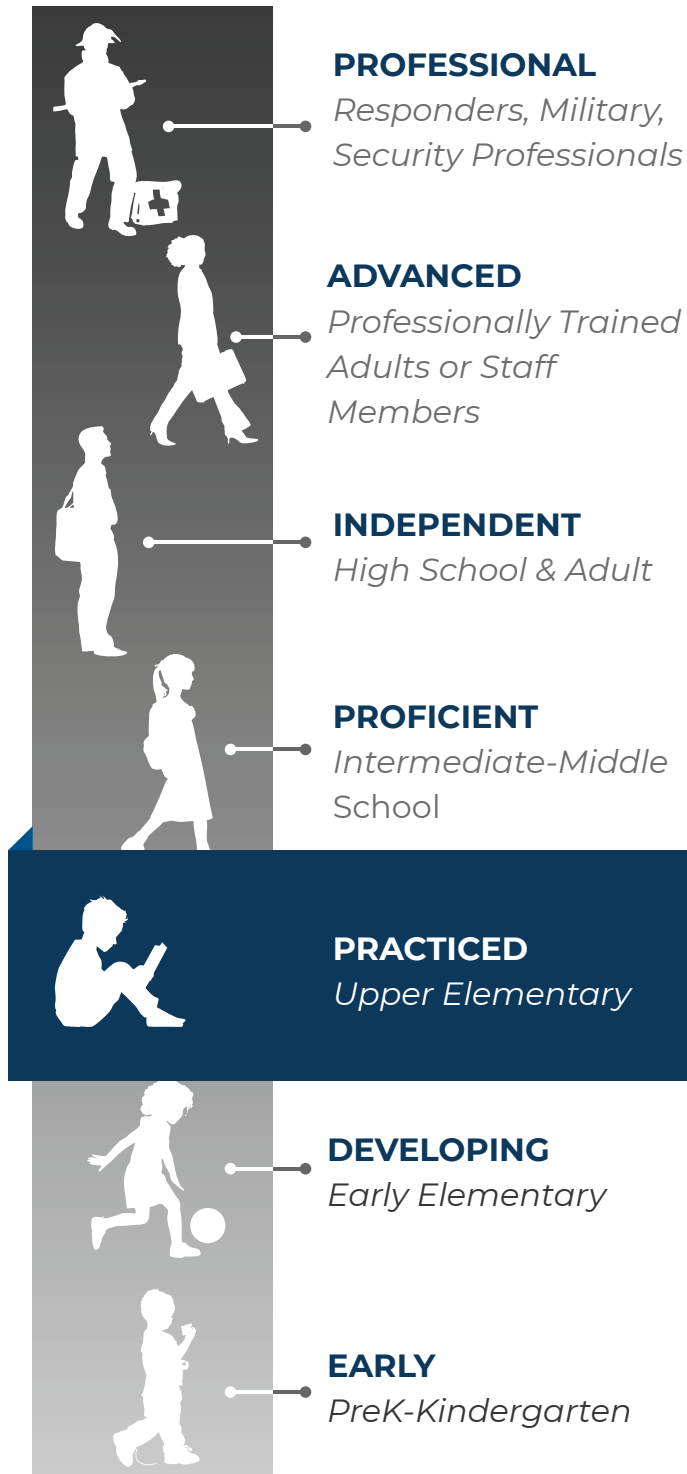 PROFESSIONAL
Responders, Military,
Security Professionals
ADVANCED
Professionally Trained
Adults or Staff
Members
INDEPENDENT
High School & Adult
PROFICIENT
Intermediate-Middle
School
PRACTICED
Upper Elementary
DEVELOPING
Early Elementary
EARLY
PreK-Kindergarten